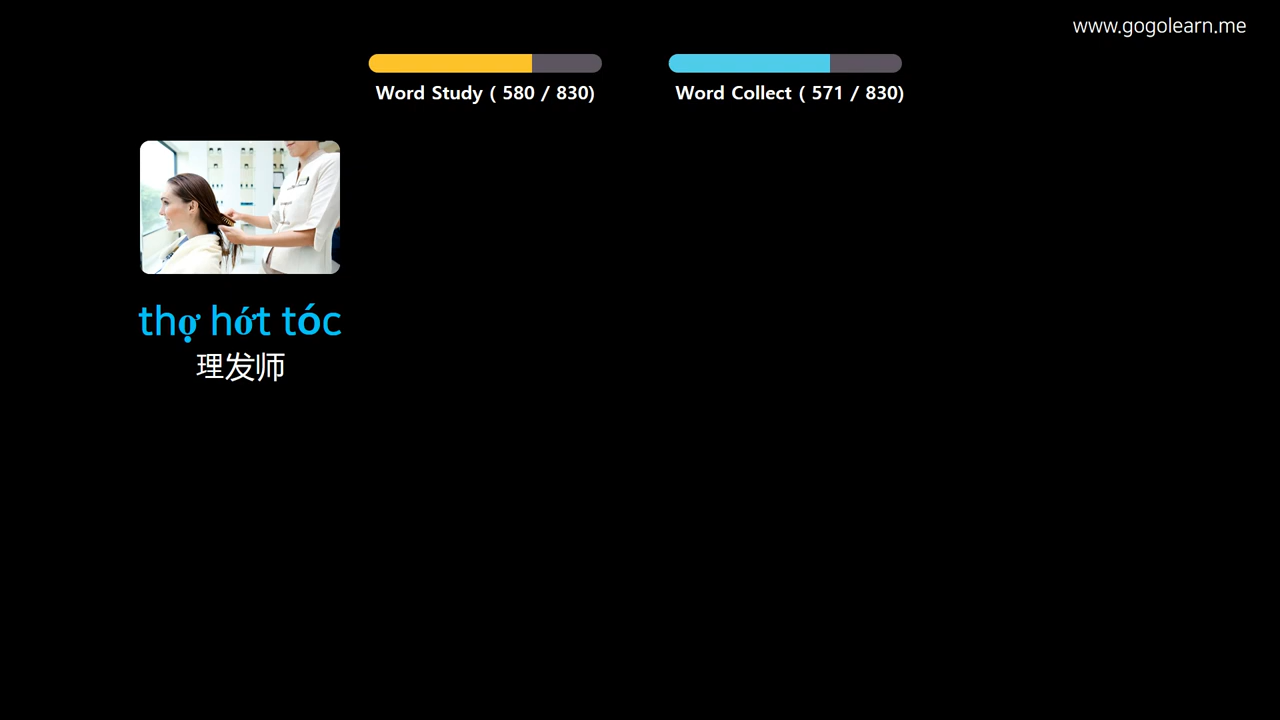 www.gogolearn.me
Word Study ( 580 / 830)
Word Collect ( 571 / 830)
thợ hớt tóc
理发师